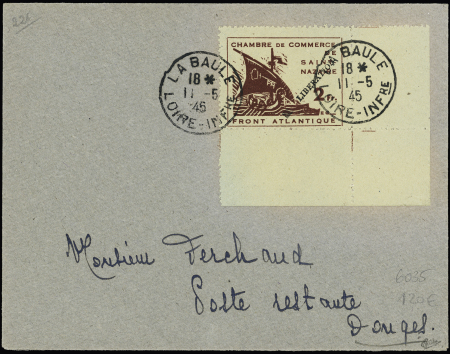 221
CHAMBRE DE COMMERCE
DE
SAINT
NAZAIRE
LIBERATION
2
FRONT ATLANTIQUE
LA BAULE
18 *
11 -5
45
LOIRE-INFRE
LA BAULE
18 *
11 -5
45
LOIRE-INFRE
Monsieur Ferchaud
Poste restante
Donges.
6035
120€